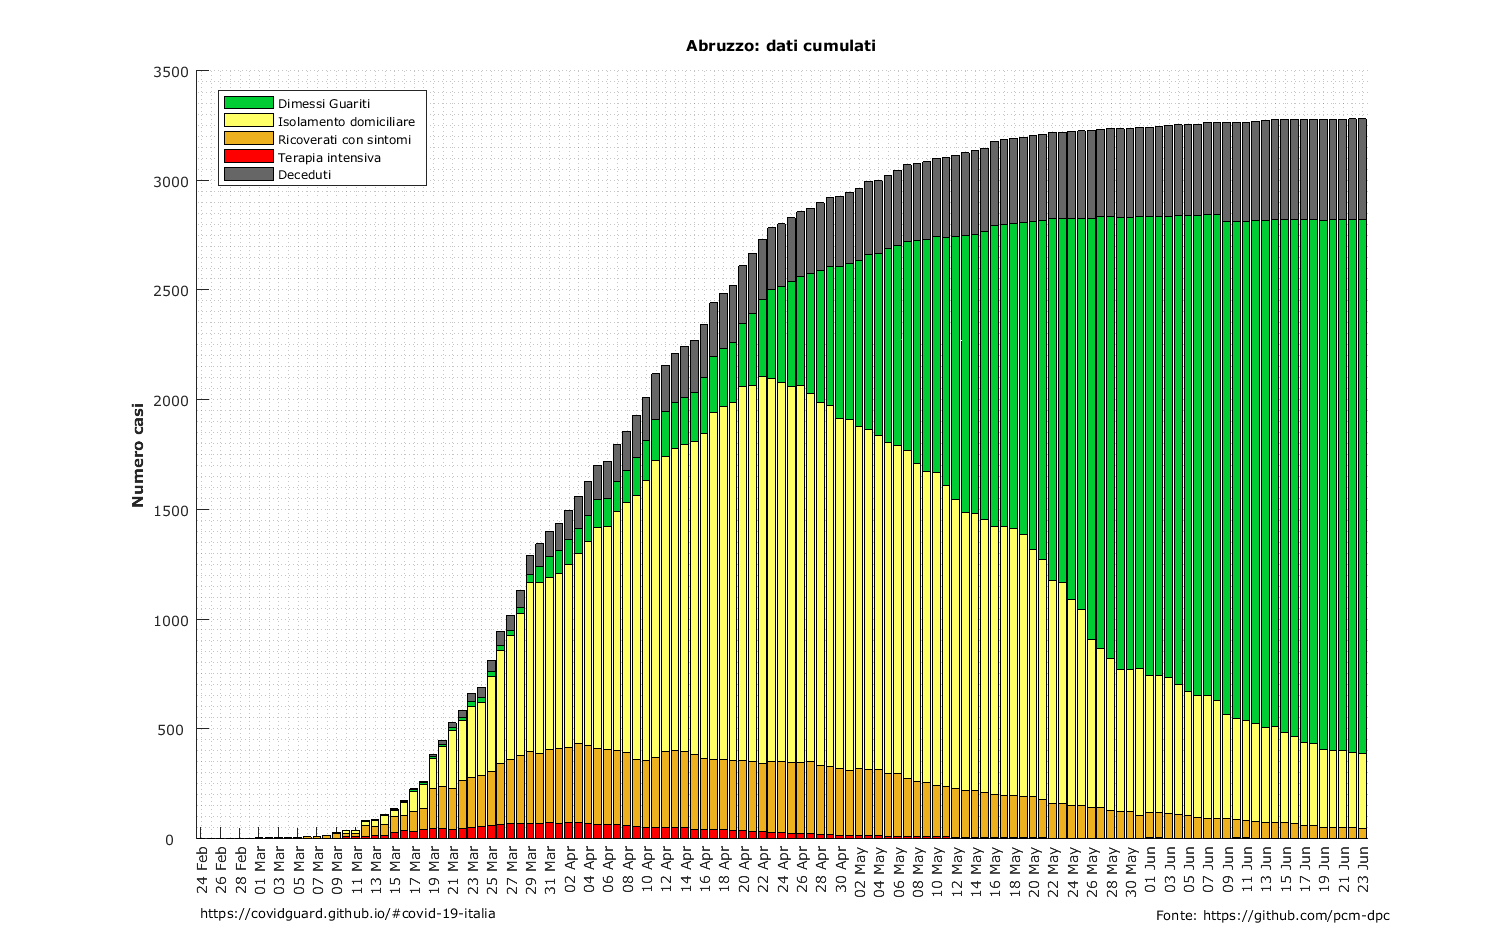 Abruzzo: dati cumulati
3500
3000
2500
2000
1500
1000
500
0
Numero casi
Dimessi Guariti
Isolamento domiciliare
Ricoverati con sintomi
Terapia intensiva
Deceduti
24 Feb
26 Feb
28 Feb
01 Mar
03 Mar
05 Mar
07 Mar
09 Mar
11 Mar
13 Mar
15 Mar
17 Mar
19 Mar
21 Mar
23 Mar
25 Mar
27 Mar
29 Mar
31 Mar
02 Apr
04 Apr
06 Apr
08 Apr
10 Apr
12 Apr
14 Apr
16 Apr
18 Apr
20 Apr
22 Apr
24 Apr
26 Apr
28 Apr
30 Apr
02 May
04 May
06 May
08 May
10 May
12 May
14 May
16 May
18 May
20 May
22 May
24 May
26 May
28 May
30 May
01 Jun
03 Jun
05 Jun
07 Jun
09 Jun
11 Jun
13 Jun
15 Jun
17 Jun
19 Jun
21 Jun
23 Jun
https://covidguard.github.io/#covid-19-italia
Fonte: https://github.com/pcm-dpc